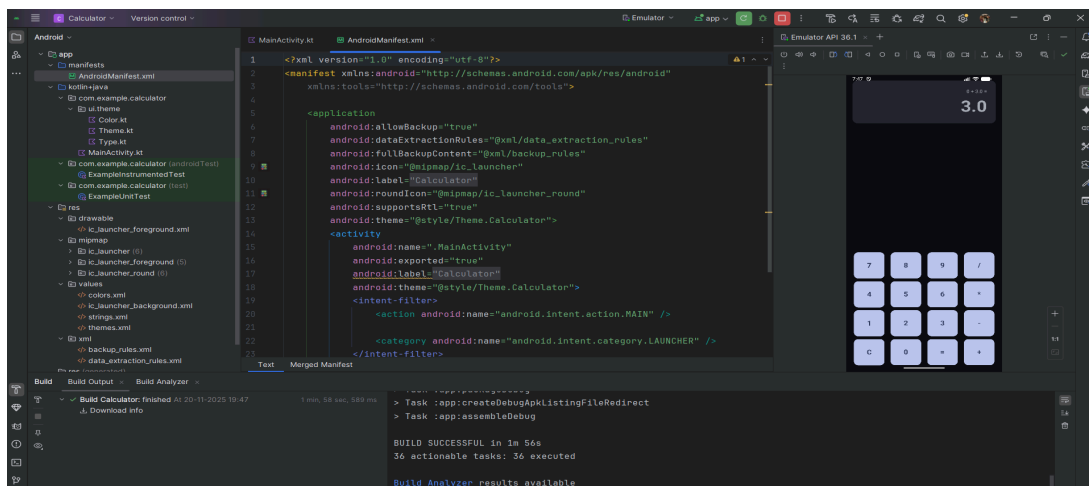 Calculator
Version control
Emulator
app
Android
app
manifests
AndroidManifest.xml
kotlin+java
com.example.calculator
ui.theme
Color.kt
Theme.kt
Type.kt
MainActivity.kt
com.example.calculator (androidTest)
ExampleInstrumentedTest
com.example.calculator (test)
ExampleUnitTest
res
drawable
ic_launcher_foreground.xml
mipmap
ic_launcher (6)
ic_launcher_foreground (5)
ic_launcher_round (6)
values
colors.xml
ic_launcher_background.xml
strings.xml
themes.xml
xml
backup_rules.xml
data_extraction_rules.xml
MainActivity.kt
AndroidManifest.xml
1 <?xml version="1.0" encoding="utf-8"?>
2 <manifest xmlns:android="http://schemas.android.com/apk/res/android"
3 xmlns:tools="http://schemas.android.com/tools">
4
5 <application
6 android:allowBackup="true"
7 android:dataExtractionRules="@xml/data_extraction_rules"
8 android:fullBackupContent="@xml/backup_rules"
9 android:icon="@mipmap/ic_launcher"
10 android:label="Calculator"
11 android:roundIcon="@mipmap/ic_launcher_round"
12 android:supportsRtl="true"
13 android:theme="@style/Theme.Calculator">
14 <activity
15 android:name=".MainActivity"
16 android:exported="true"
17 android:label="Calculator"
18 android:theme="@style/Theme.Calculator">
19 <intent-filter>
20 <action android:name="android.intent.action.MAIN" />
21
22 <category android:name="android.intent.category.LAUNCHER" />
23 </intent-filter>
1
Text Merged Manifest
Emulator API 36.1
7:47
3.0
7 8 9 /
4 5 6 *
1 2 3 -
C 0 = +
1:1
Build Build Output Build Analyzer
Build Calculator: finished At 20-11-2025 19:47 1 min, 58 sec, 589 ms
Download info
> Task :app:createDebugApkListingFileRedirect
> Task :app:assembleDebug
BUILD SUCCESSFUL in 1m 56s
36 actionable tasks: 36 executed
Build Analyzer results available